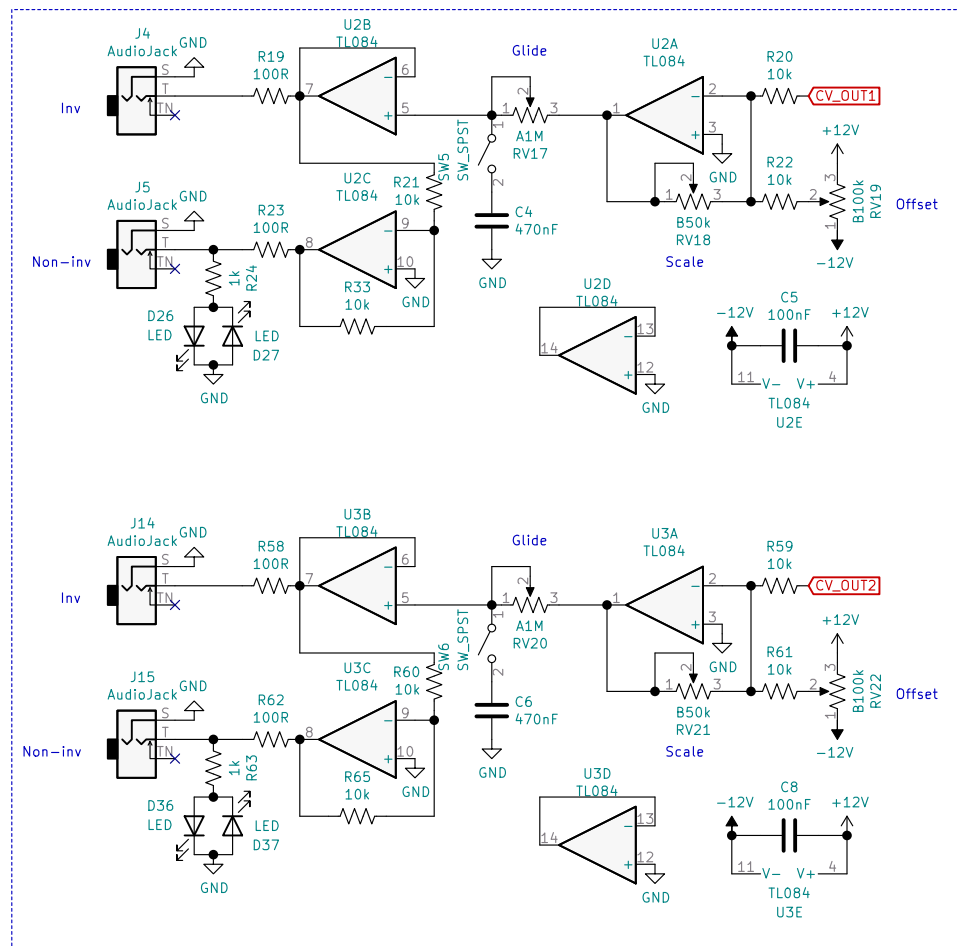 J4
AudioJack
GND
S
T
TN
Inv
R19
100R
U2B
TL084
7
6
5
−
+
Glide
1
2
3
A1M
RV17
U2A
TL084
1
2
3
−
+
GND
R20
10k
CV_OUT1
+12V
R22
10k
2
3
1
B100k
RV19
Offset
-12V
1
2
3
B50k
RV18
Scale
SW5
SW_SPST
1
2
C4
470nF
GND
J5
AudioJack
GND
S
T
TN
Non-inv
R23
100R
U2C
TL084
R21
10k
8
9
10
−
+
GND
R33
10k
1k
R24
D26
LED
LED
D27
GND
U2D
TL084
14
13
12
−
+
GND
C5
100nF
-12V
+12V
11
V-
V+
4
TL084
U2E
J14
AudioJack
GND
S
T
TN
Inv
R58
100R
U3B
TL084
7
6
5
−
+
Glide
1
2
3
A1M
RV20
U3A
TL084
1
2
3
−
+
GND
R59
10k
CV_OUT2
+12V
R61
10k
2
3
1
B100k
RV22
Offset
-12V
1
2
3
B50k
RV21
Scale
SW6
SW_SPST
1
2
C6
470nF
GND
J15
AudioJack
GND
S
T
TN
Non-inv
R62
100R
U3C
TL084
R60
10k
8
9
10
−
+
GND
R65
10k
1k
R63
D36
LED
LED
D37
GND
U3D
TL084
14
13
12
−
+
GND
C8
100nF
-12V
+12V
11
V-
V+
4
TL084
U3E